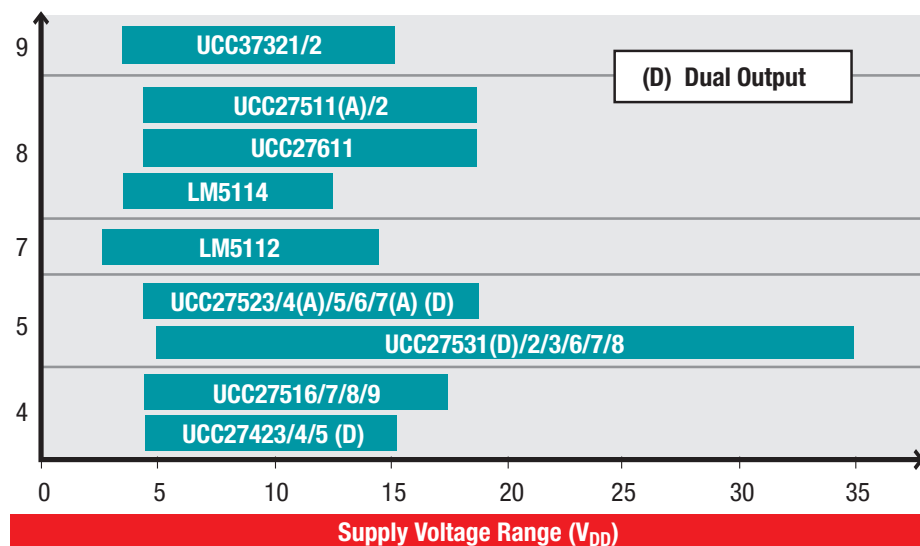 9
UCC37321/2
(D) Dual Output
8
UCC27511(A)/2
UCC27611
LM5114
7
LM5112
5
UCC27523/4(A)/5/6/7(A) (D)
UCC27531(D)/2/3/6/7/8
4
UCC27516/7/8/9
UCC27423/4/5 (D)
0 5 10 15 20 25 30 35
Supply Voltage Range (VDD)